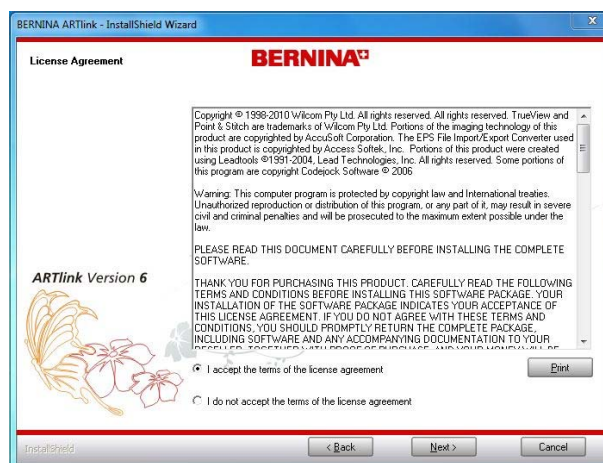 BERNINA ARTlink - InstallShield Wizard
License Agreement
BERNINA
Copyright © 1998-2010 Wilcom Pty Ltd. All rights reserved. All rights reserved. TrueView and
Point & Stitch are trademarks of Wilcom Pty Ltd. Portions of the imaging technology of this
product are copyrighted by AccuSoft Corporation. The EPS File Import/Export Converter used
in this product is copyrighted by Access Softek, Inc. Portions of this product were created
using Leadtools ©1991-2004, Lead Technologies, Inc. All rights reserved. Some portions of
this program are copyright Codejock Software © 2006
Warning: This computer program is protected by copyright law and International treaties.
Unauthorized reproduction or distribution of this program, or any part of it, may result in severe
civil and criminal penalties and will be prosecuted to the maximum extent possible under the
law.
PLEASE READ THIS DOCUMENT CAREFULLY BEFORE INSTALLING THE COMPLETE
SOFTWARE.
THANK YOU FOR PURCHASING THIS PRODUCT. CAREFULLY READ THE FOLLOWING
TERMS AND CONDITIONS BEFORE INSTALLING THIS SOFTWARE PACKAGE. YOUR
INSTALLATION OF THE SOFTWARE PACKAGE INDICATES YOUR ACCEPTANCE OF
THIS LICENSE AGREEMENT. IF YOU DO NOT AGREE WITH THESE TERMS AND
CONDITIONS, YOU SHOULD PROMPTLY RETURN THE COMPLETE PACKAGE,
INCLUDING SOFTWARE AND ANY ACCOMPANYING DOCUMENTATION TO YOUR
RESELLER, TOGETHER WITH PROOF OF PURCHASE, AND YOUR MONEY WILL BE
ARTlink Version 6
I accept the terms of the license agreement
Print
I do not accept the terms of the license agreement
InstallShield
< Back
Next >
Cancel